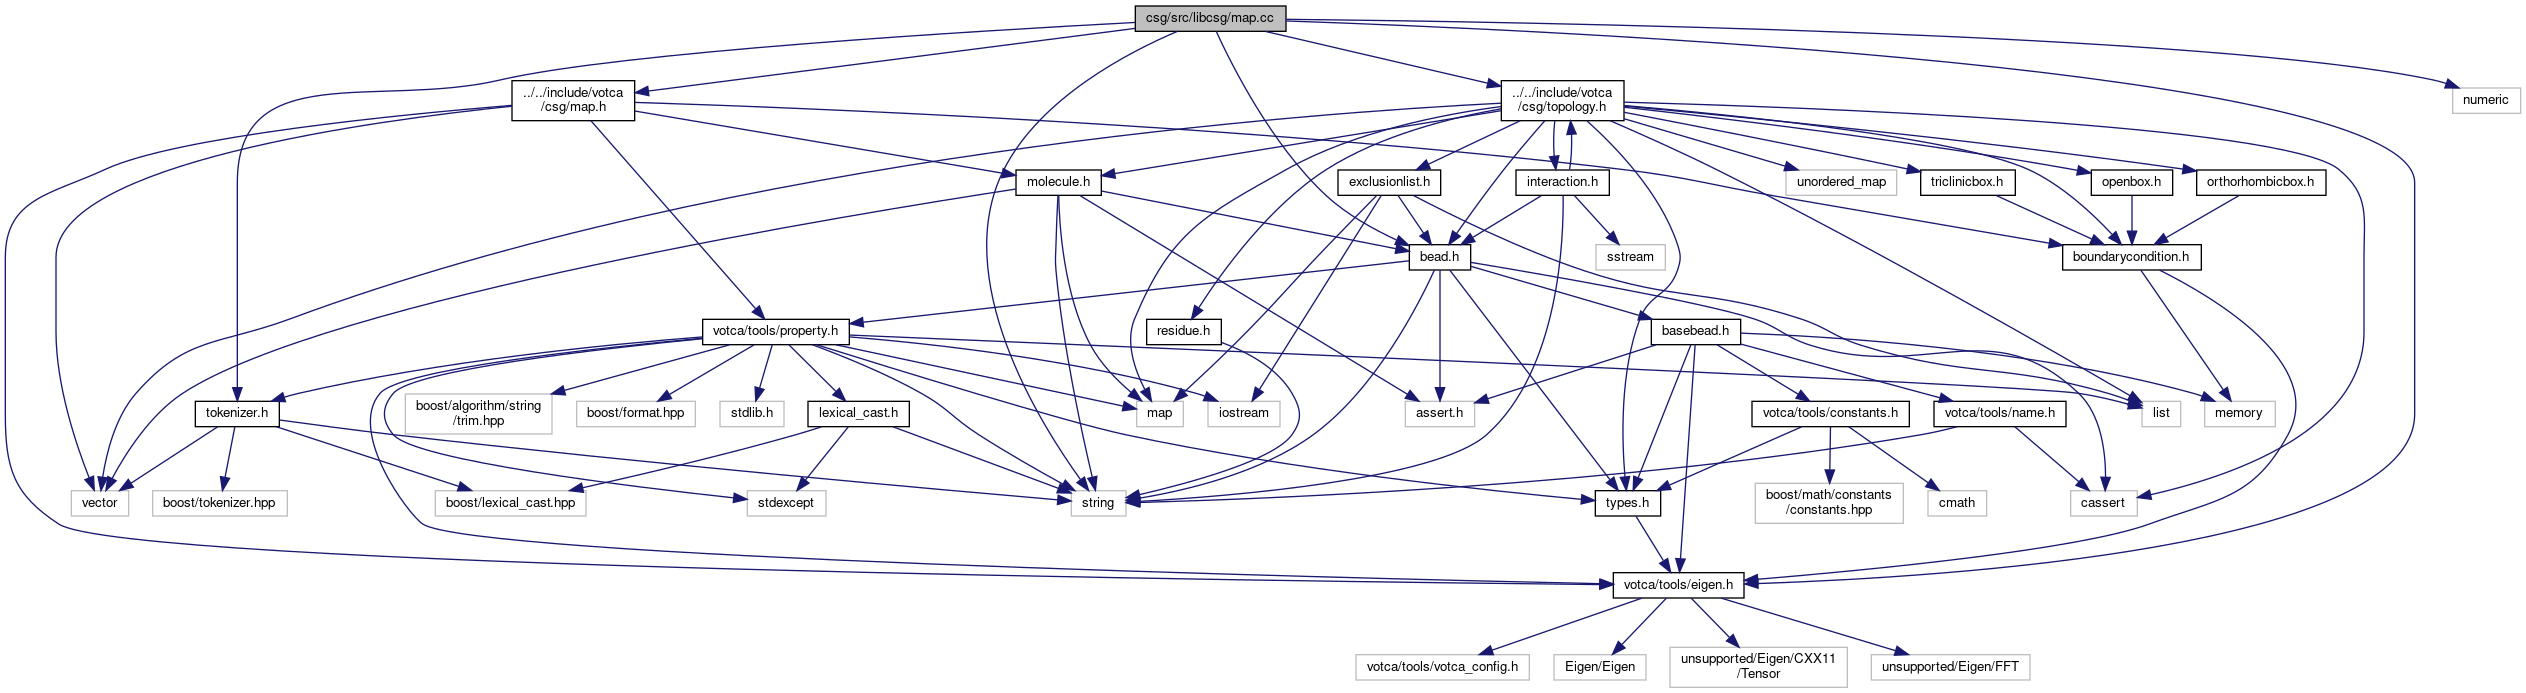 csg/src/libcsg/map.cc
../../include/votca
/csg/map.h
../../include/votca
/csg/topology.h
numeric
molecule.h
exclusionlist.h
interaction.h
unordered_map
triclinicbox.h
openbox.h
orthorhombicbox.h
bead.h
sstream
boundarycondition.h
votca/tools/property.h
residue.h
basebead.h
tokenizer.h
boost/algorithm/string
/trim.hpp
boost/format.hpp
stdlib.h
lexical_cast.h
map
iostream
assert.h
votca/tools/constants.h
votca/tools/name.h
list
memory
vector
boost/tokenizer.hpp
boost/lexical_cast.hpp
stdexcept
string
types.h
boost/math/constants
/constants.hpp
cmath
cassert
votca/tools/eigen.h
votca/tools/votca_config.h
Eigen/Eigen
unsupported/Eigen/CXX11
/Tensor
unsupported/Eigen/FFT